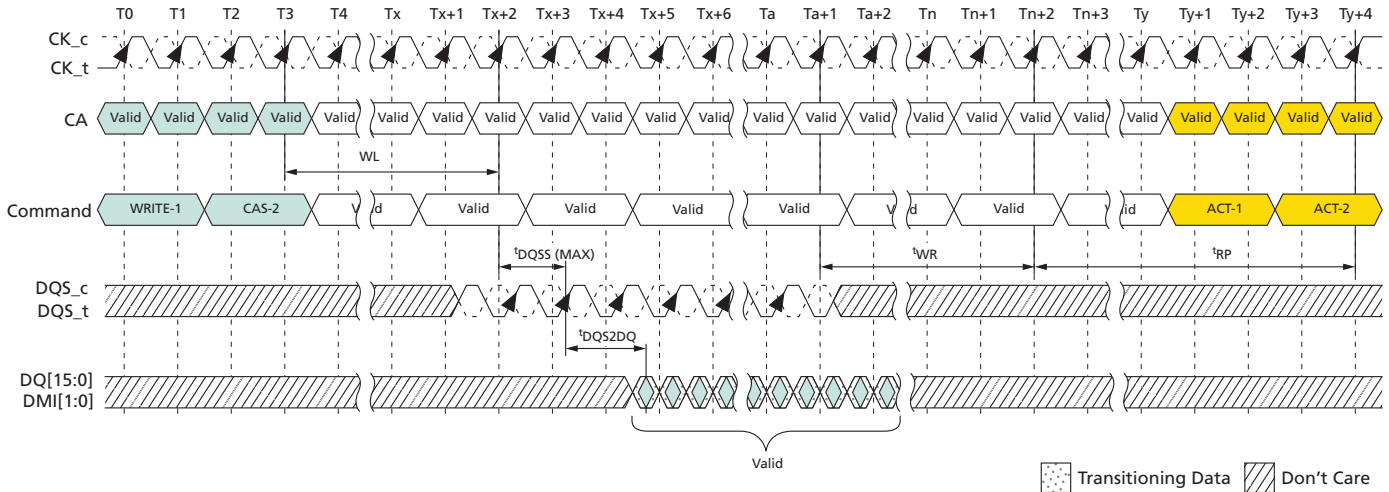 T0 T1 T2 T3 T4 Tx Tx+1 Tx+2 Tx+3 Tx+4 Tx+5 Tx+6 Ta Ta+1 Ta+2 Tn Tn+1 Tn+2 Tn+3 Ty Ty+1 Ty+2 Ty+3 Ty+4
CK_c
CK_t
CA Valid Valid Valid Valid Valid Valid Valid Valid Valid Valid Valid Valid Valid Valid Valid Valid Valid Valid Valid Valid Valid Valid Valid Valid
WL
Command WRITE-1 CAS-2 Valid Valid Valid Valid Valid Valid Valid Valid ACT-1 ACT-2
tDQSS (MAX) tWR tRP
DQS_c
DQS_t
tDQS2DQ
DQ[15:0]
DMI[1:0]
Valid
Transitioning Data Don't Care